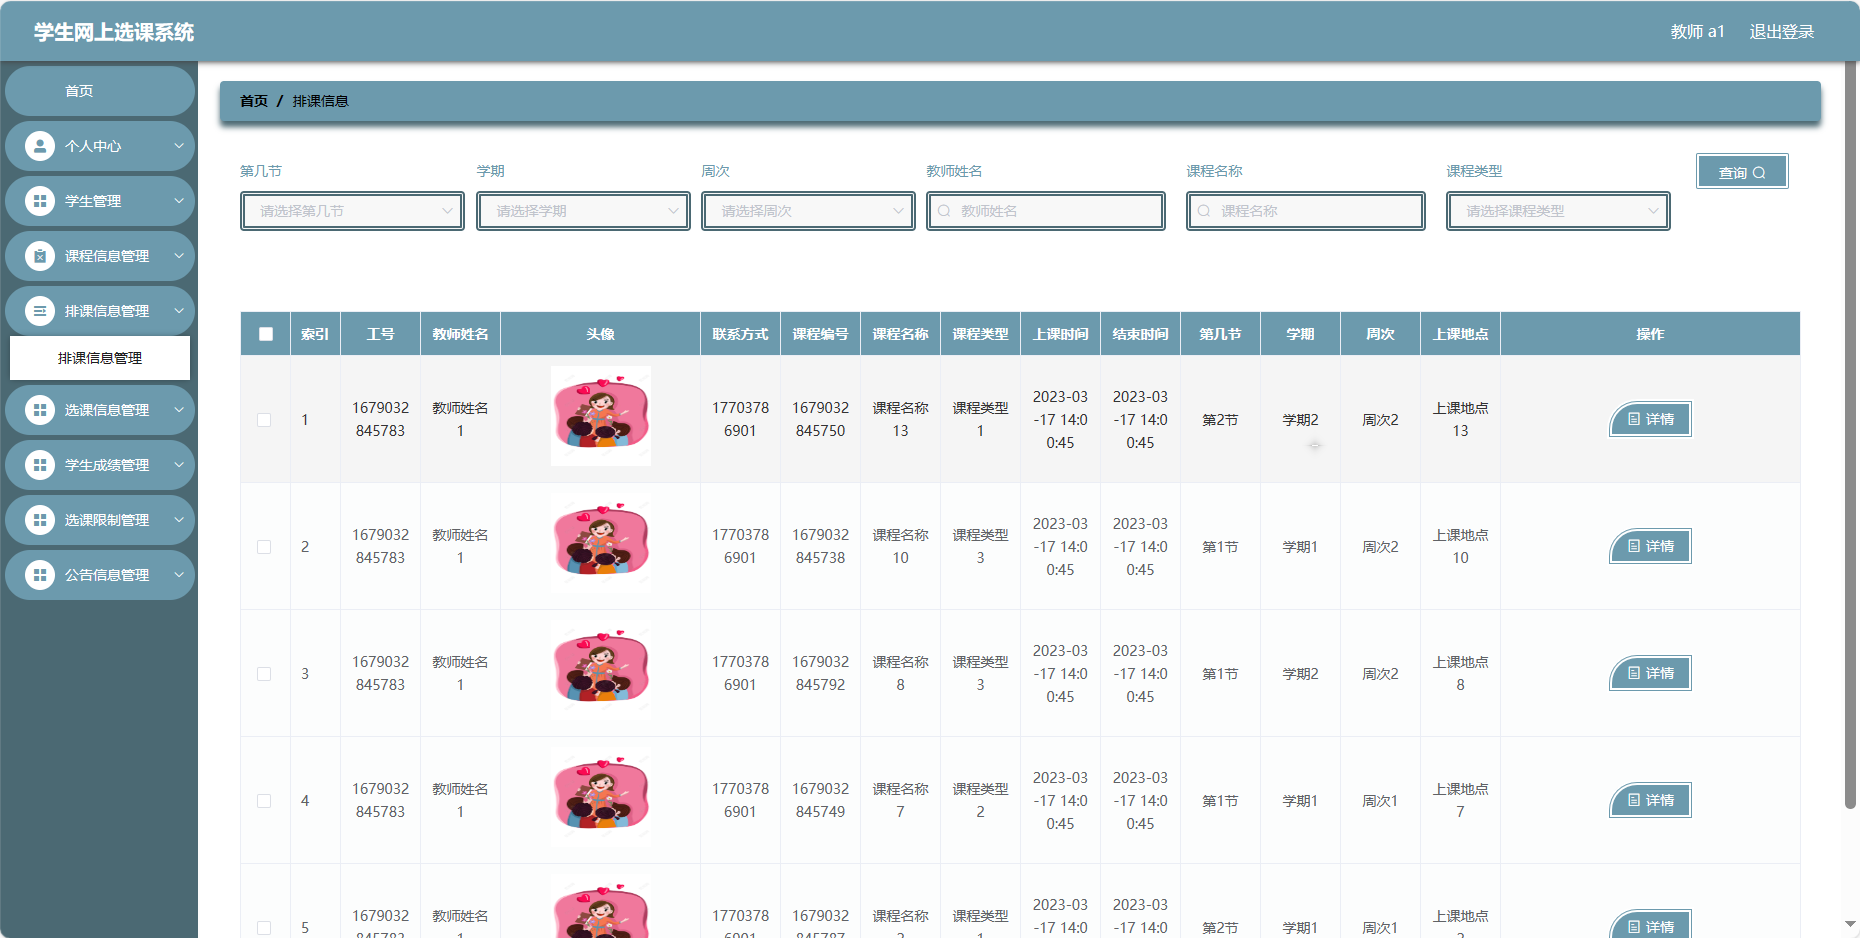 学生网上选课系统
教师 a1 退出登录
首页
个人中心
学生管理
课程信息管理
排课信息管理
排课信息管理
选课信息管理
学生成绩管理
选课限制管理
公告信息管理
首页 / 排课信息
第几节 学期 周次 教师姓名 课程名称 课程类型
请选择第几节 请选择学期 请选择周次 教师姓名 课程名称 请选择课程类型 查询
索引 工号 教师姓名 头像 联系方式 课程编号 课程名称 课程类型 上课时间 结束时间 第几节 学期 周次 上课地点 操作
1 1679032845783 教师姓名1 17703786901 1679032845750 课程名称13 课程类型1 2023-03-17 14:00:45 2023-03-17 14:00:45 第2节 学期2 周次2 上课地点13 详情
2 1679032845783 教师姓名1 17703786901 1679032845738 课程名称10 课程类型3 2023-03-17 14:00:45 2023-03-17 14:00:45 第1节 学期1 周次2 上课地点10 详情
3 1679032845783 教师姓名1 17703786901 1679032845792 课程名称8 课程类型3 2023-03-17 14:00:45 2023-03-17 14:00:45 第1节 学期2 周次2 上课地点8 详情
4 1679032845783 教师姓名1 17703786901 1679032845749 课程名称7 课程类型2 2023-03-17 14:00:45 2023-03-17 14:00:45 第1节 学期1 周次1 上课地点7 详情
5 1679032 教师姓名 1770378 1679032 课程名称 课程类型 2023-03-17 14:0 2023-03-17 14:0 第2节 学期1 周次1 上课地点 详情